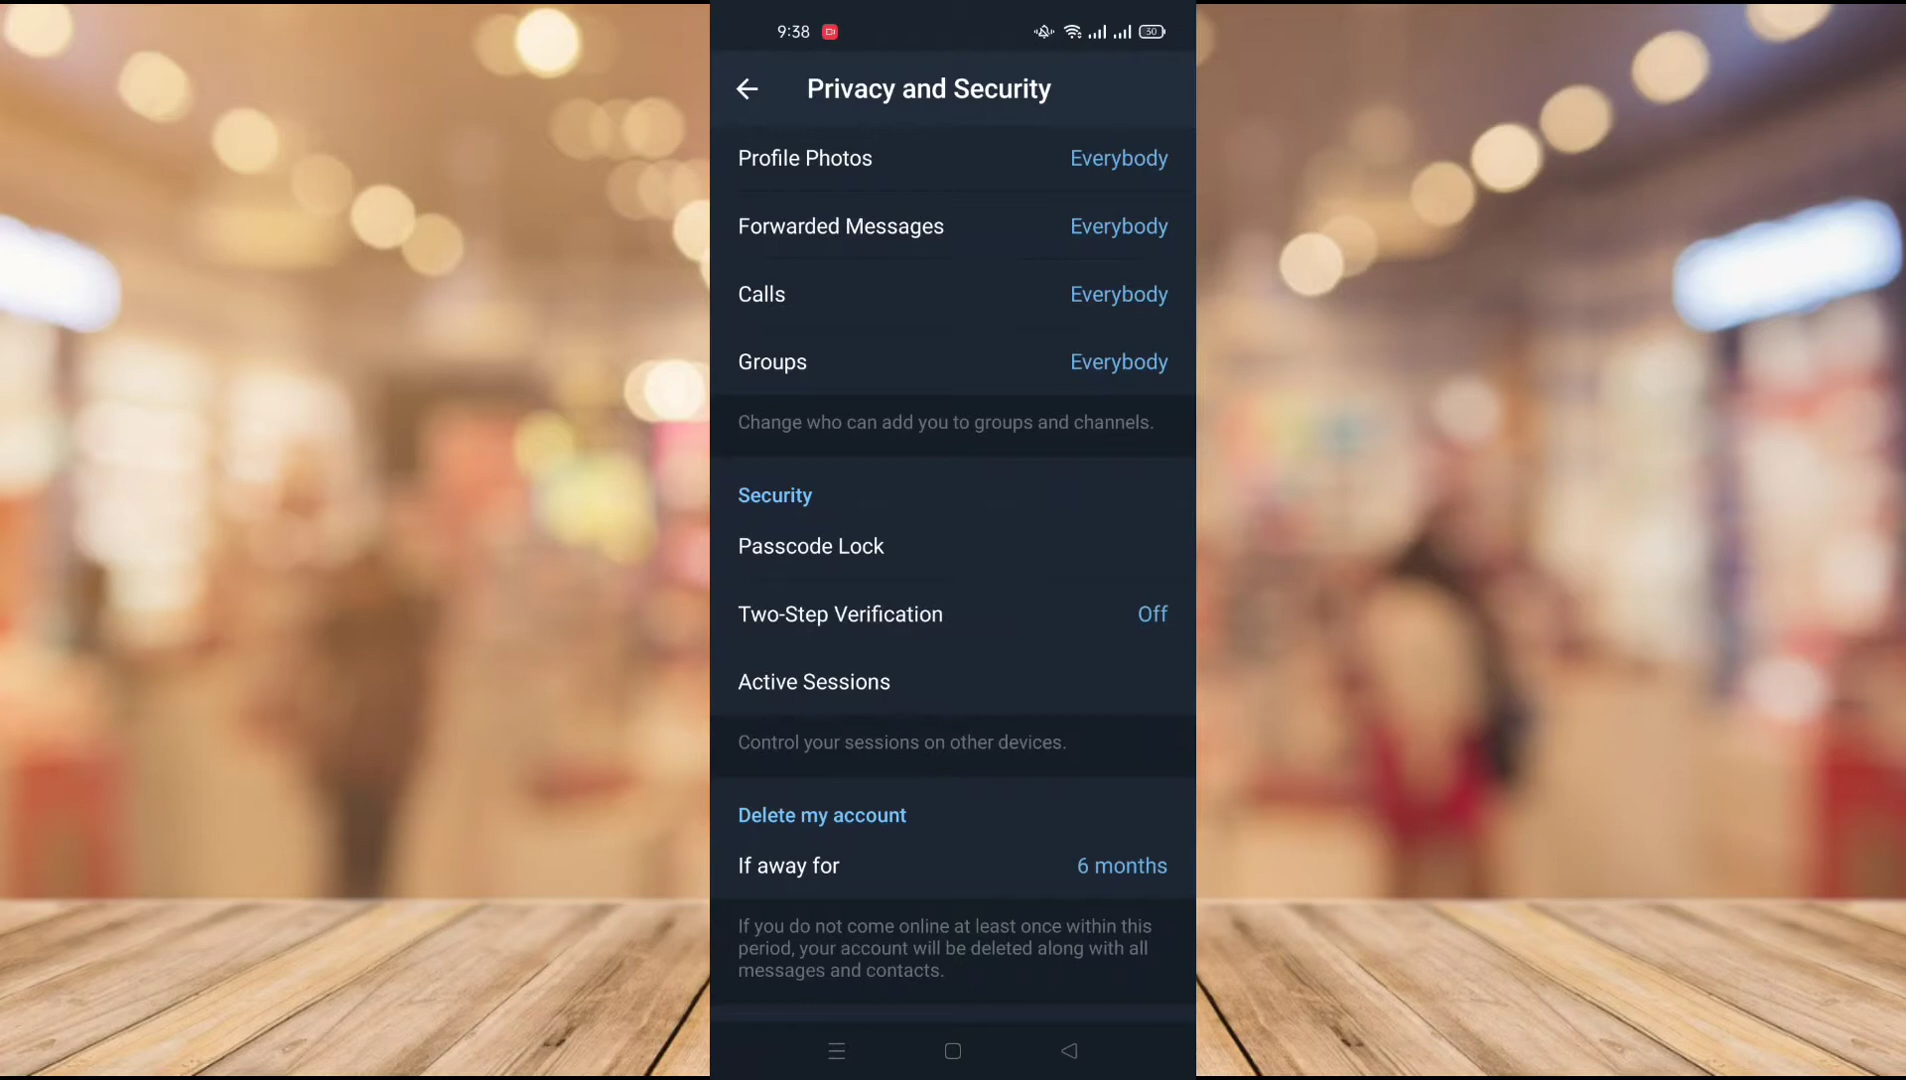 9:38
30
Privacy and Security
Profile Photos Everybody
Forwarded Messages Everybody
Calls Everybody
Groups Everybody
Change who can add you to groups and channels.
Security
Passcode Lock
Two-Step Verification Off
Active Sessions
Control your sessions on other devices.
Delete my account
If away for 6 months
If you do not come online at least once within this
period, your account will be deleted along with all
messages and contacts.